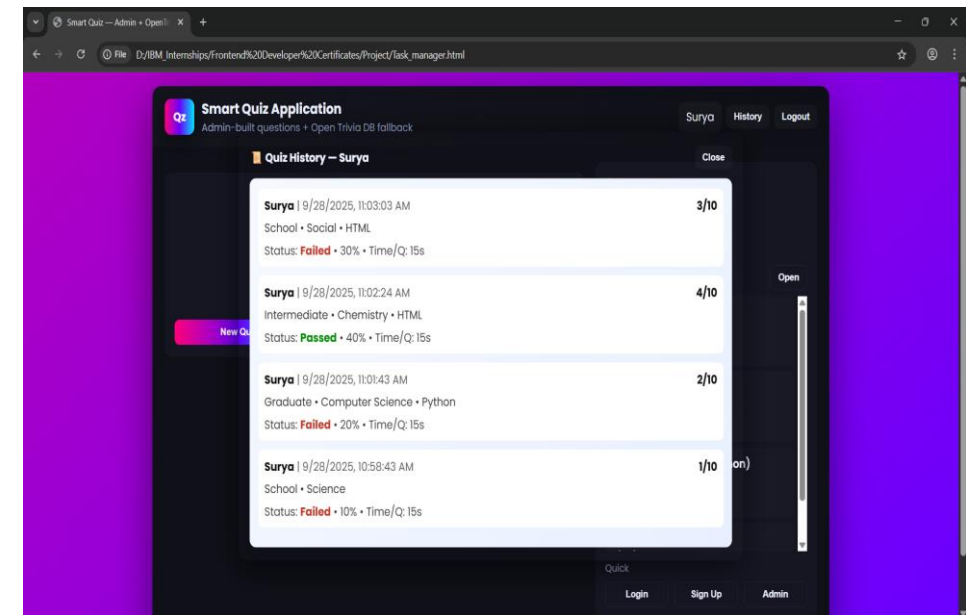 Smart Quiz — Admin + OpenTr
File D:/IBM_Internships/Frontend%20Developer%20Certificates/Project/Task_manager.html
Qz
Smart Quiz Application
Admin-built questions + Open Trivia DB fallback
Surya History Logout
Quiz History — Surya
Close
Surya | 9/28/2025, 11:03:03 AM 3/10
School • Social • HTML
Status: Failed • 30% • Time/Q: 15s
Open
Surya | 9/28/2025, 11:02:24 AM 4/10
Intermediate • Chemistry • HTML
New Qu
Status: Passed • 40% • Time/Q: 15s
Surya | 9/28/2025, 11:01:43 AM 2/10
Graduate • Computer Science • Python
Status: Failed • 20% • Time/Q: 15s
Surya | 9/28/2025, 10:58:43 AM 1/10
on)
School • Science
Status: Failed • 10% • Time/Q: 15s
Quick
Login Sign Up Admin